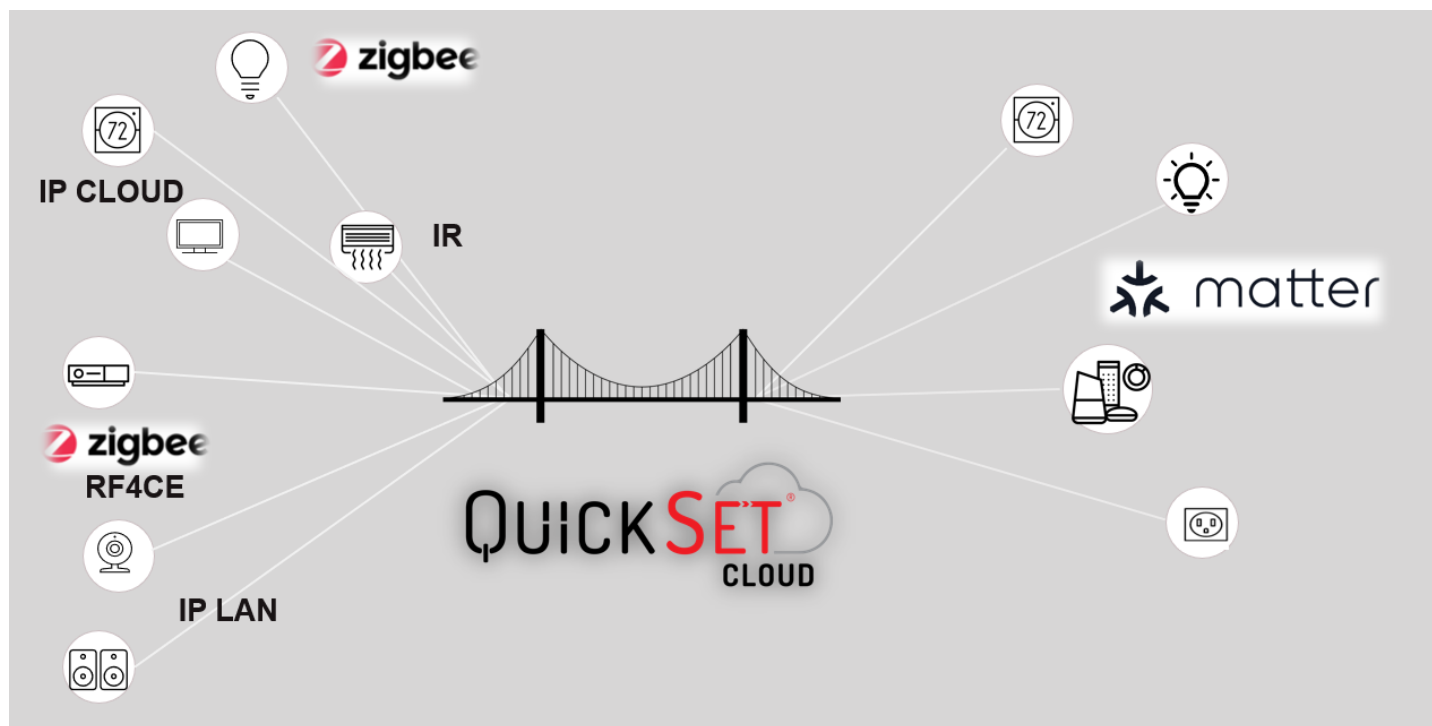 zigbee
72
IP CLOUD
IR
zigbee
RF4CE
IP LAN
QUICKSET®
CLOUD
72
matter